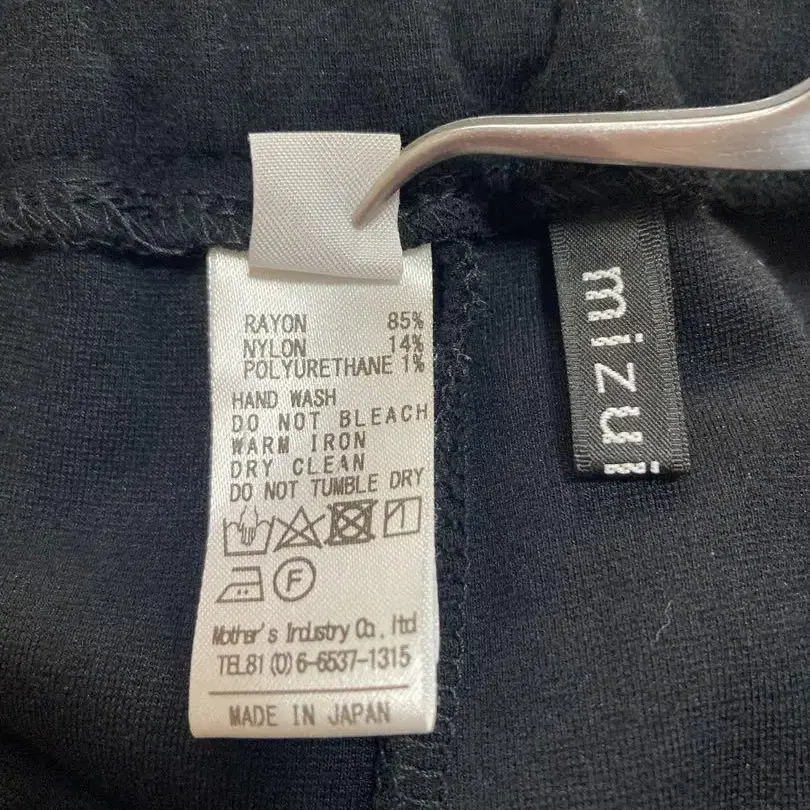 RAYON 85%
NYLON 14%
POLYURETHANE 1%
HAND WASH
DO NOT BLEACH
WARM IRON
DRY CLEAN
DO NOT TUMBLE DRY
F
Mother's Industry Co., ltd
TEL81 (0) 6-6537-1315
MADE IN JAPAN
mizui